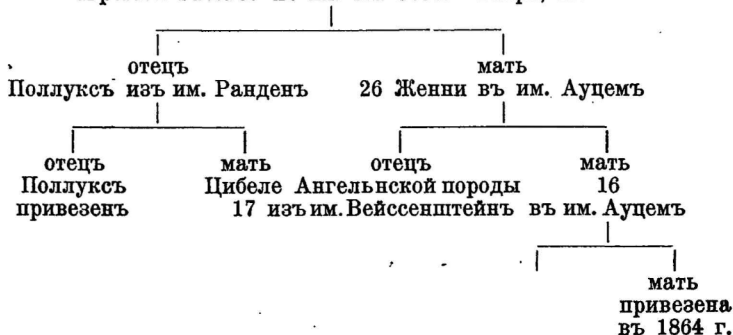 отецъ мать
Поллуксъ изъ им. Ранденъ 26 Женни въ им. Ауцемъ
отецъ мать отецъ мать
Поллуксъ Цибеле Ангельнской породы 16
привезенъ 17 изъ им. Вейссенштейнъ въ им. Ауцемъ
мать
привезена
въ 1864 г.